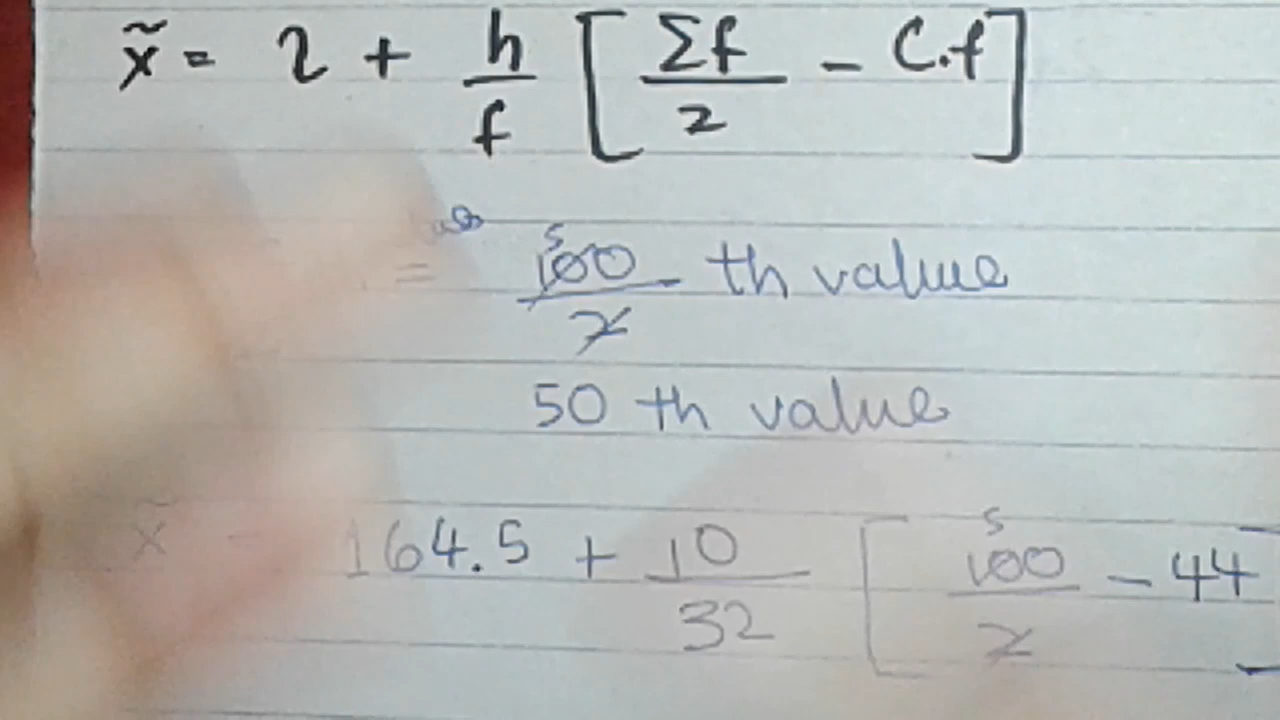 x̃ = l + h/f [Σf/2 - C.f]
= 100/2 th value
50 th value
x̃ = 164.5 + 10/32 [100/2 - 44]